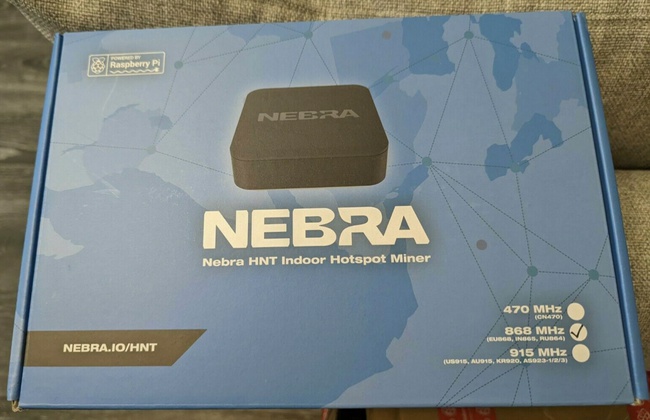 POWERED BY
Raspberry Pi
NEBRA
NEBRA
Nebra HNT Indoor Hotspot Miner
470 MHz
(CN470)
868 MHz
(EU868, IN865, RU864)
915 MHz
(US915, AU915, KR920, AS923-1/2/3)
NEBRA.IO/HNT